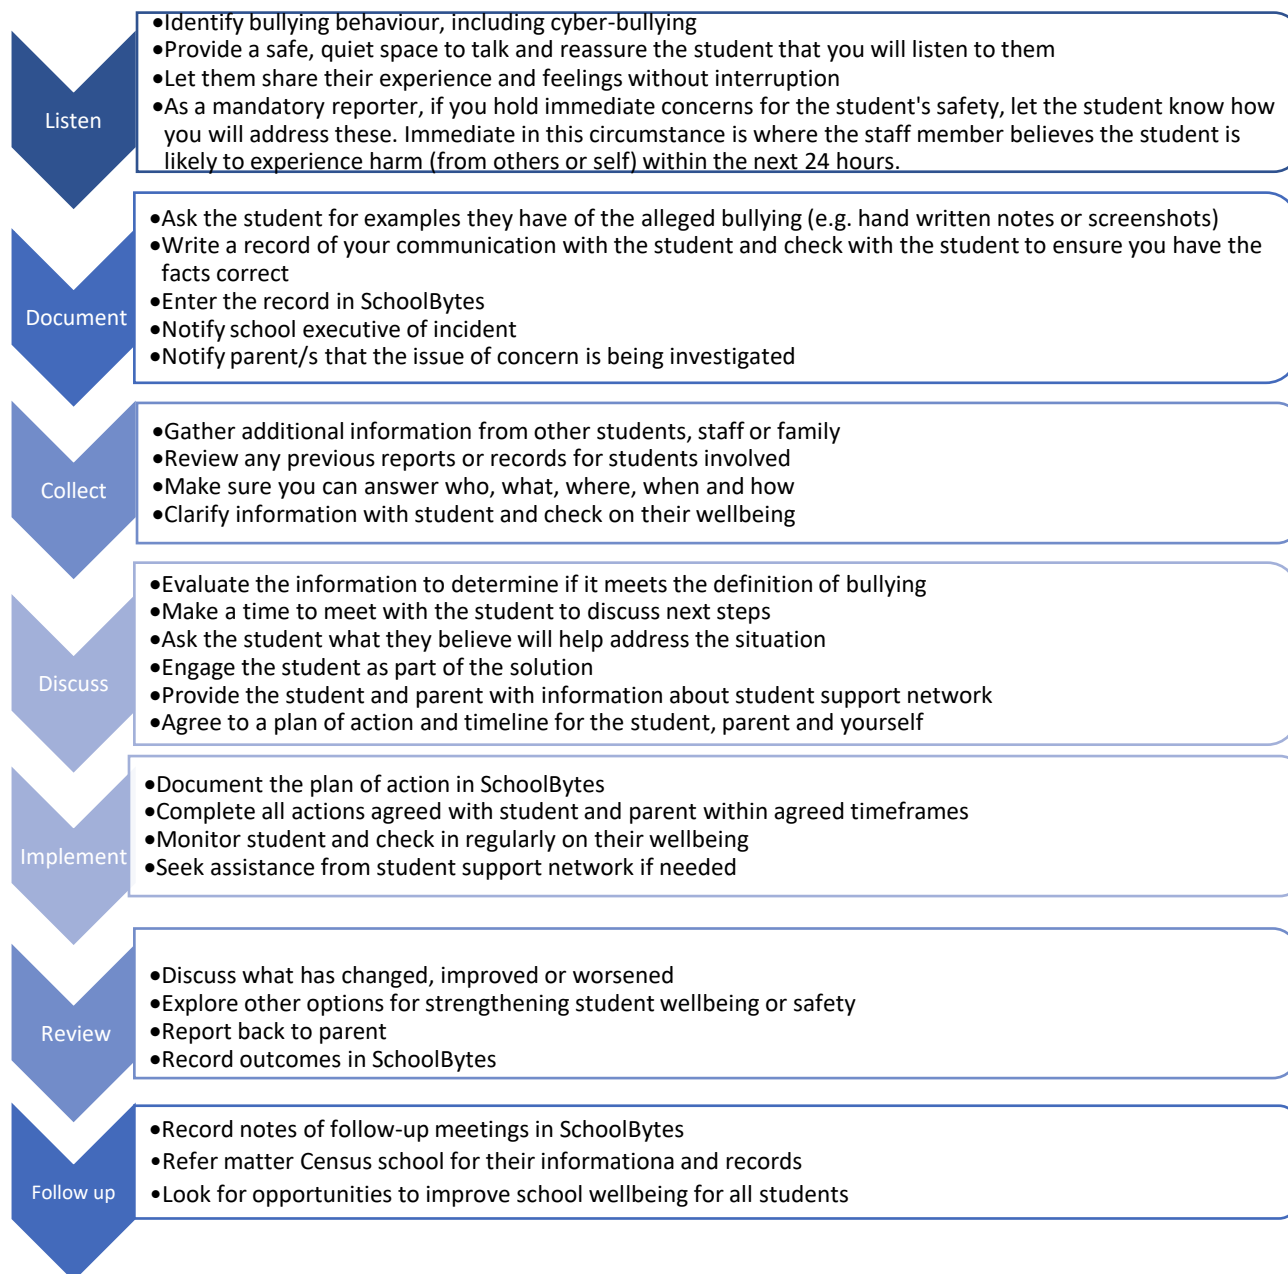 Listen
•Identify bullying behaviour, including cyber-bullying
•Provide a safe, quiet space to talk and reassure the student that you will listen to them
•Let them share their experience and feelings without interruption
•As a mandatory reporter, if you hold immediate concerns for the student's safety, let the student know how
you will address these. Immediate in this circumstance is where the staff member believes the student is
likely to experience harm (from others or self) within the next 24 hours.
Document
•Ask the student for examples they have of the alleged bullying (e.g. hand written notes or screenshots)
•Write a record of your communication with the student and check with the student to ensure you have the
facts correct
•Enter the record in SchoolBytes
•Notify school executive of incident
•Notify parent/s that the issue of concern is being investigated
Collect
•Gather additional information from other students, staff or family
•Review any previous reports or records for students involved
•Make sure you can answer who, what, where, when and how
•Clarify information with student and check on their wellbeing
Discuss
•Evaluate the information to determine if it meets the definition of bullying
•Make a time to meet with the student to discuss next steps
•Ask the student what they believe will help address the situation
•Engage the student as part of the solution
•Provide the student and parent with information about student support network
•Agree to a plan of action and timeline for the student, parent and yourself
Implement
•Document the plan of action in SchoolBytes
•Complete all actions agreed with student and parent within agreed timeframes
•Monitor student and check in regularly on their wellbeing
•Seek assistance from student support network if needed
Review
•Discuss what has changed, improved or worsened
•Explore other options for strengthening student wellbeing or safety
•Report back to parent
•Record outcomes in SchoolBytes
Follow up
•Record notes of follow-up meetings in SchoolBytes
•Refer matter Census school for their informationa and records
•Look for opportunities to improve school wellbeing for all students